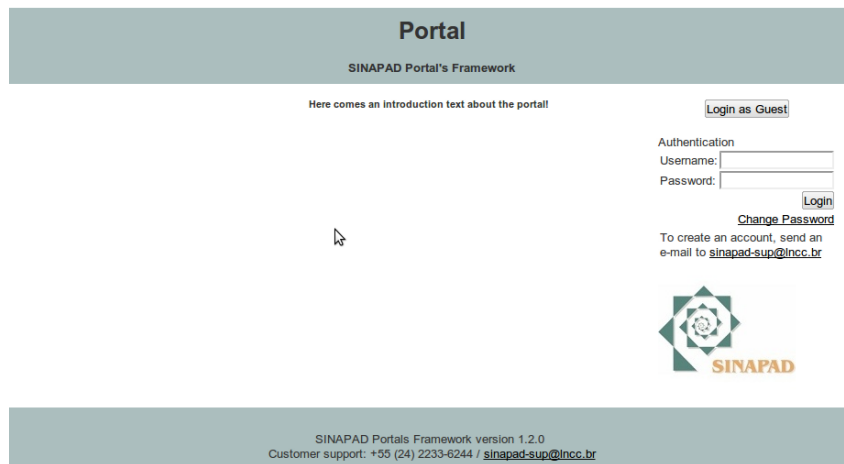 Portal
SINAPAD Portal's Framework
Here comes an introduction text about the portal!
Login as Guest
Authentication
Username:
Password:
Login
Change Password
To create an account, send an
e-mail to sinapad-sup@lncc.br
SINAPAD
SINAPAD Portals Framework version 1.2.0
Customer support: +55 (24) 2233-6244 / sinapad-sup@lncc.br